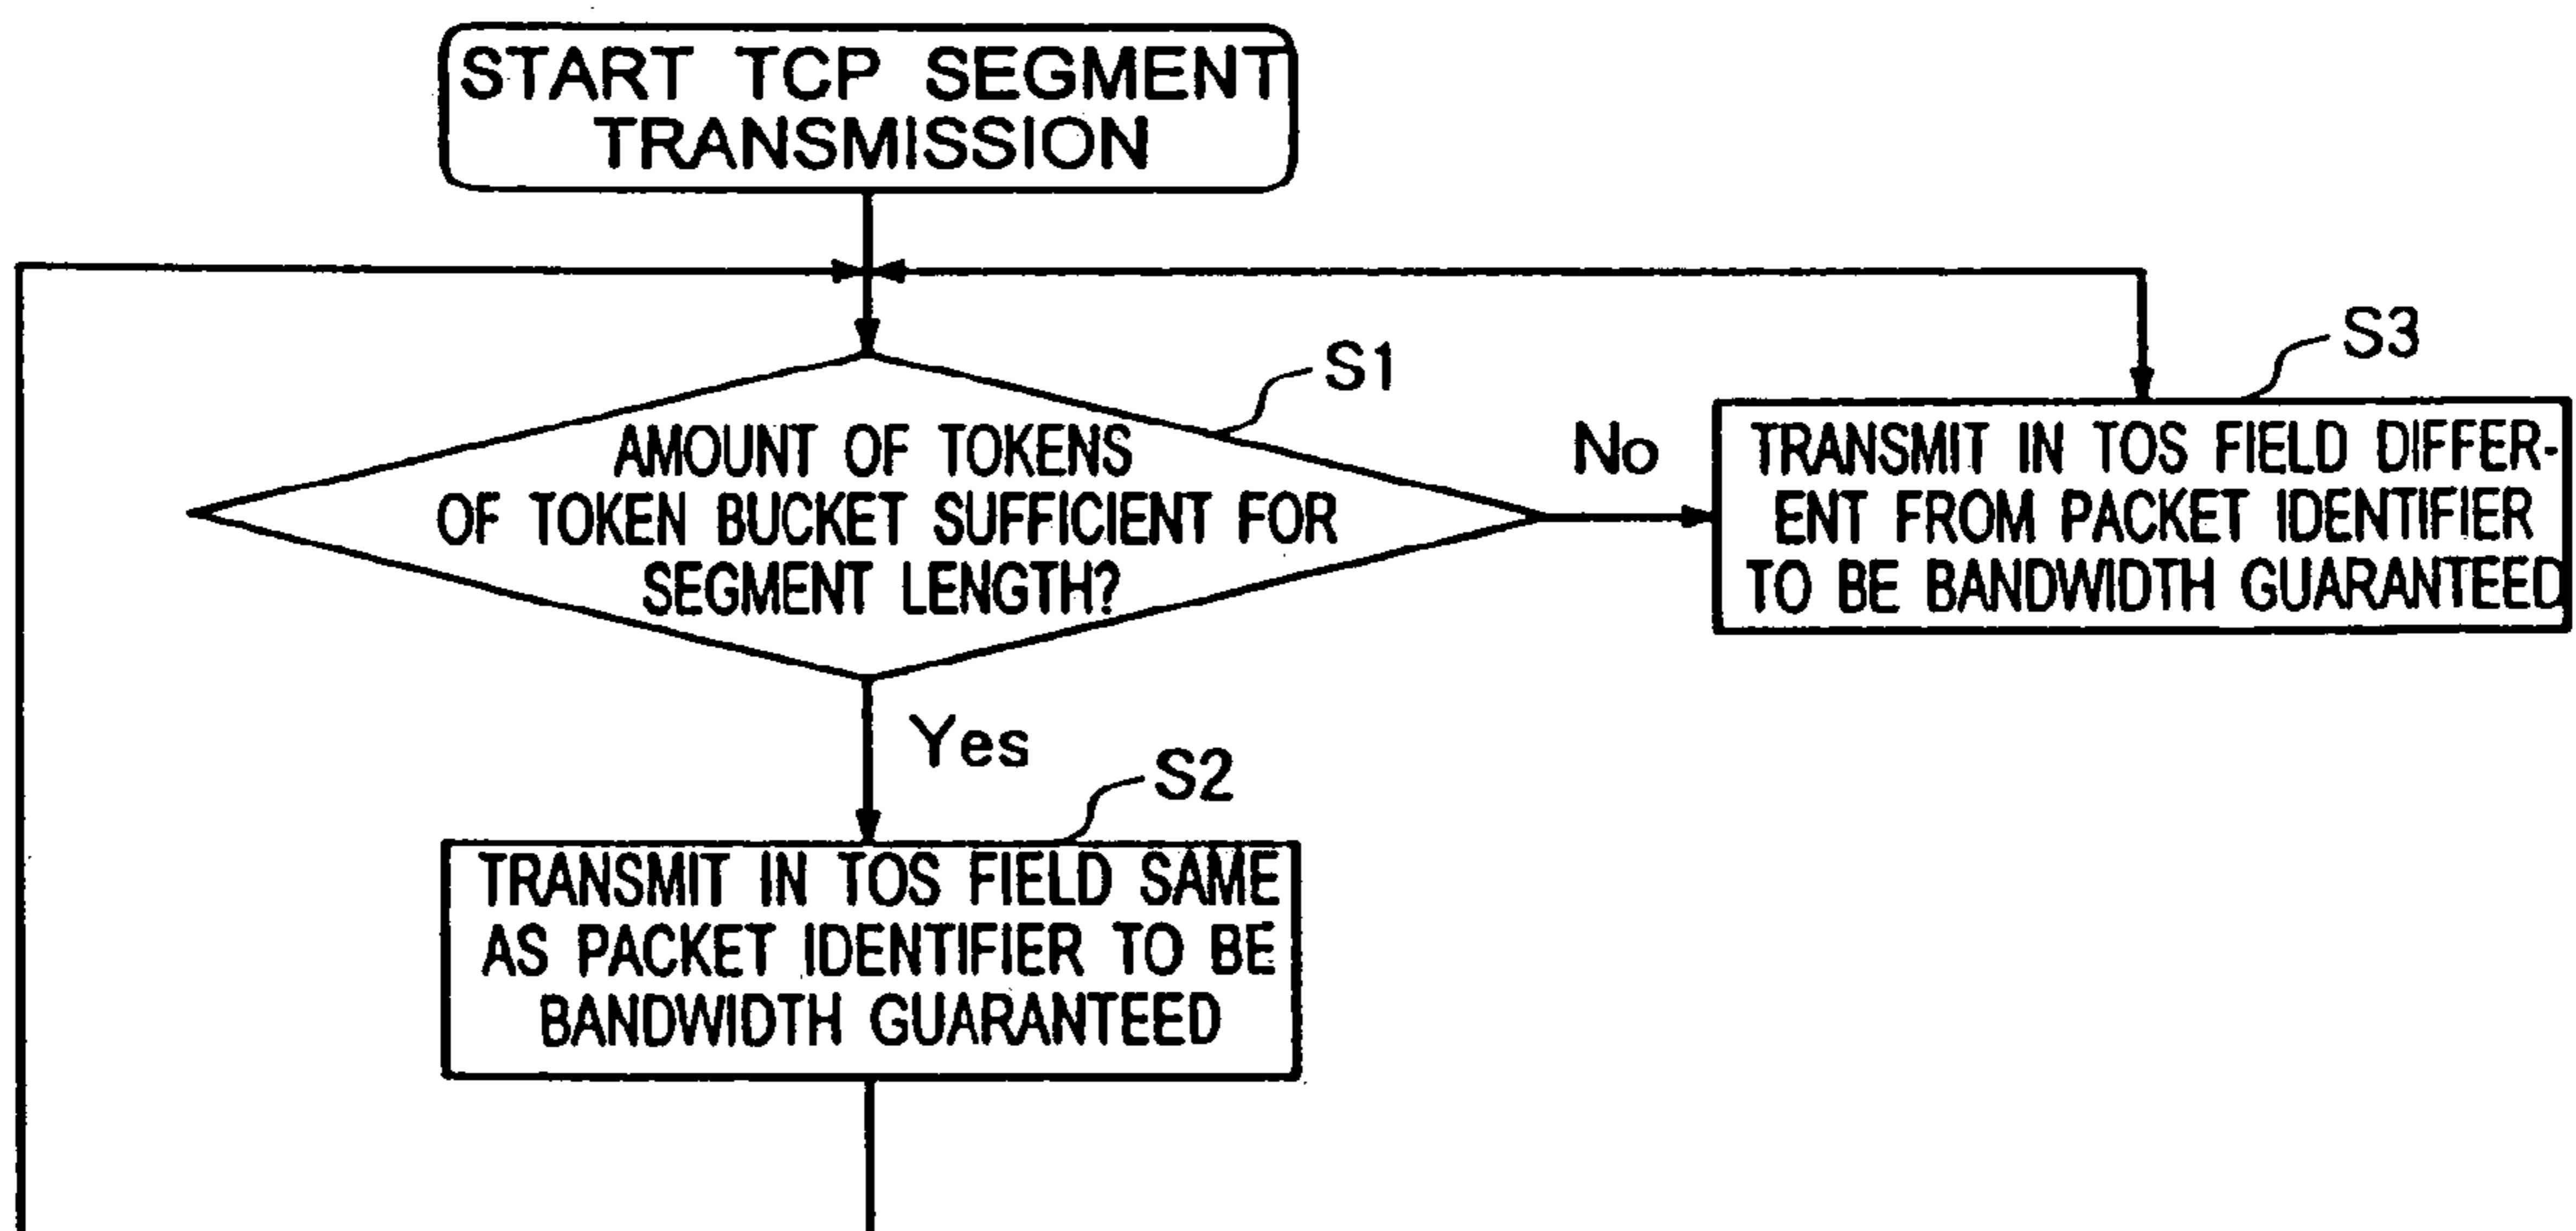 START TCP SEGMENT
TRANSMISSION
S1
S3
AMOUNT OF TOKENS
OF TOKEN BUCKET SUFFICIENT FOR
SEGMENT LENGTH?
No
TRANSMIT IN TOS FIELD DIFFER-
ENT FROM PACKET IDENTIFIER
TO BE BANDWIDTH GUARANTEED
Yes
S2
TRANSMIT IN TOS FIELD SAME
AS PACKET IDENTIFIER TO BE
BANDWIDTH GUARANTEED